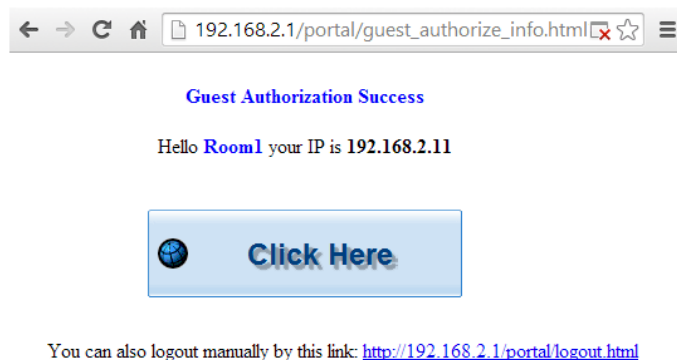 192.168.2.1/portal/guest_authorize_info.html
Guest Authorization Success
Hello Room1 your IP is 192.168.2.11
Click Here
You can also logout manually by this link: http://192.168.2.1/portal/logout.html